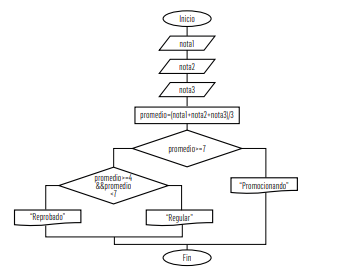 Inicio
nota1
nota2
nota3
promedio=(nota1+nota2+nota3)/3
promedio>=7
promedio>=4
&&promedio
<7
"Promocionando"
"Reprobado"
"Regular"
Fin